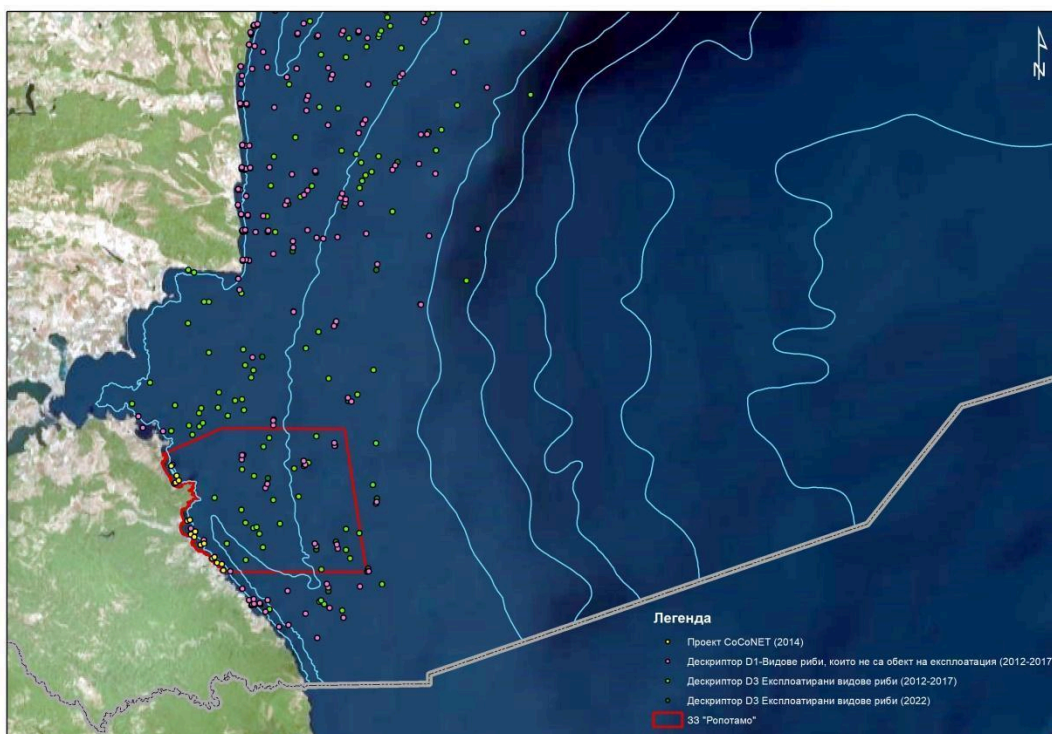 N
Легенда
Проект CoCoNET (2014)
Дескриптор D1-Видове риби, които не са обект на експлоатация (2012-2017
Дескриптор D3 Експлоатирани видове риби (2012-2017)
Дескриптор D3 Експлоатирани видове риби (2022)
ЗЗ "Ропотамо"